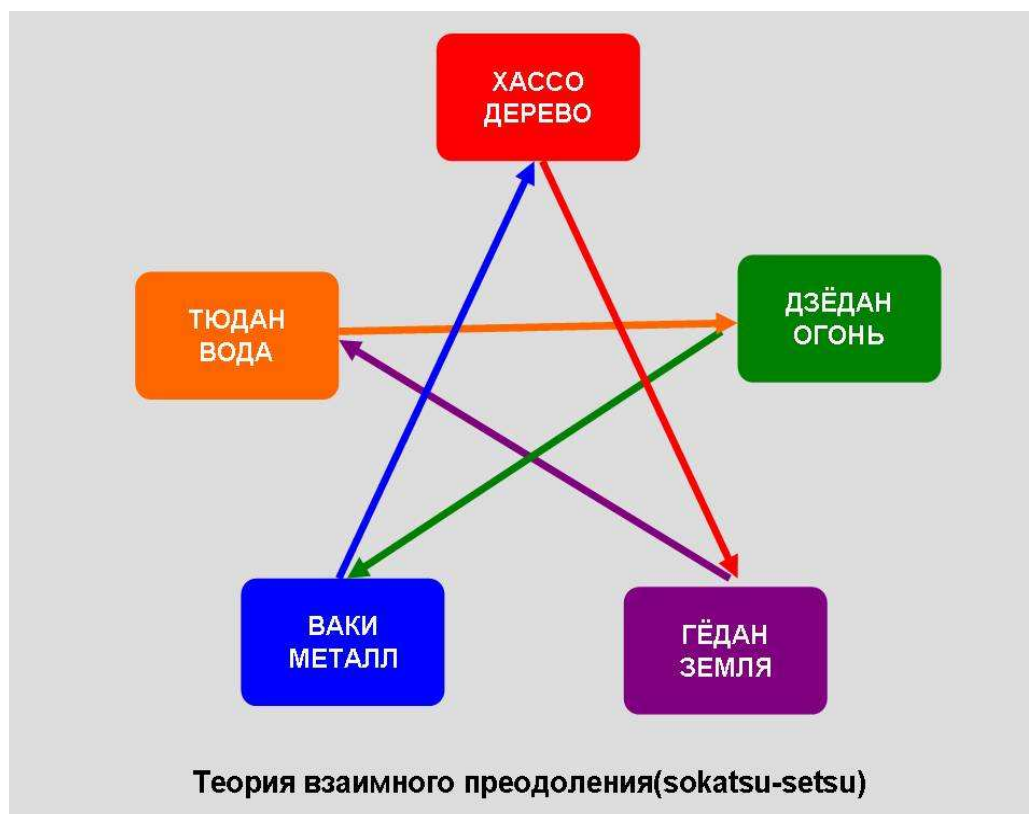 ХАССО
ДЕРЕВО
ТЮДАН
ВОДА
ДЗЁДАН
ОГОНЬ
ВАКИ
МЕТАЛЛ
ГЁДАН
ЗЕМЛЯ
Теория взаимного преодоления(sokatsu-setsu)